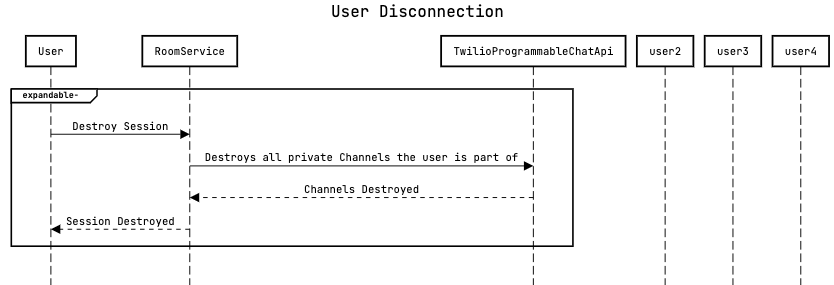 User Disconnection
User RoomService TwilioProgrammableChatApi user2 user3 user4
expandable-
Destroy Session
Destroys all private Channels the user is part of
Channels Destroyed
Session Destroyed